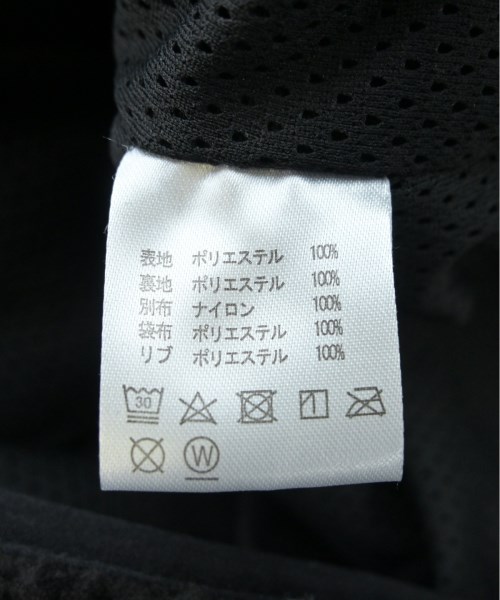 表地 ポリエステル 100%
裏地 ポリエステル 100%
別布 ナイロン 100%
袋布 ポリエステル 100%
リブ ポリエステル 100%
30
W